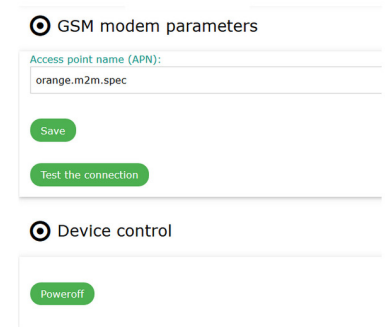 GSM modem parameters
Access point name (APN):
orange.m2m.spec
Save
Test the connection
Device control
Poweroff